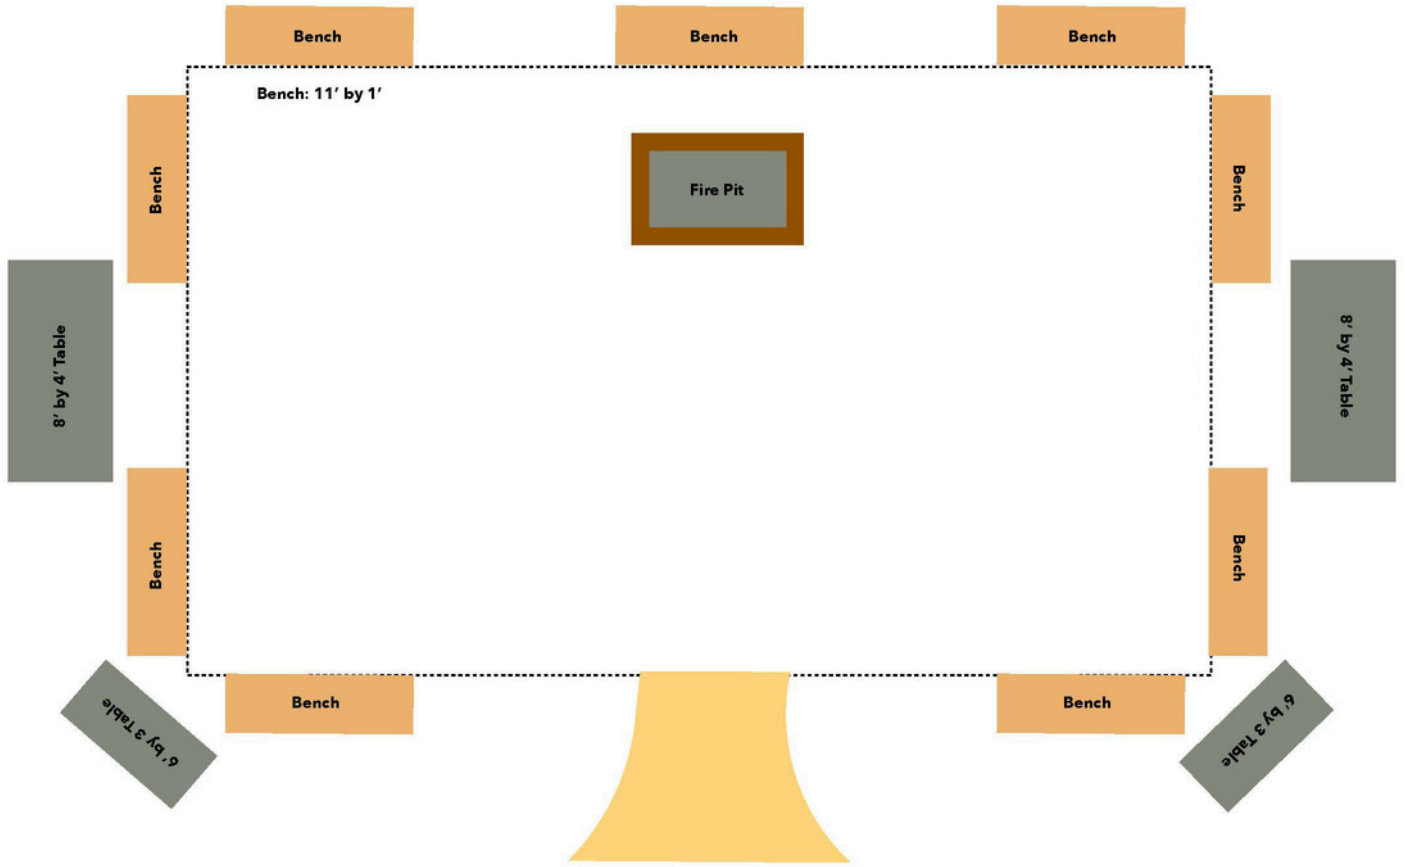 Bench
Bench
Bench
Bench: 11’ by 1’
Bench
Bench
Fire Pit
8’ by 4’ Table
8’ by 4’ Table
Bench
Bench
6’ by 3 Table
Bench
Bench
6’ by 3 Table